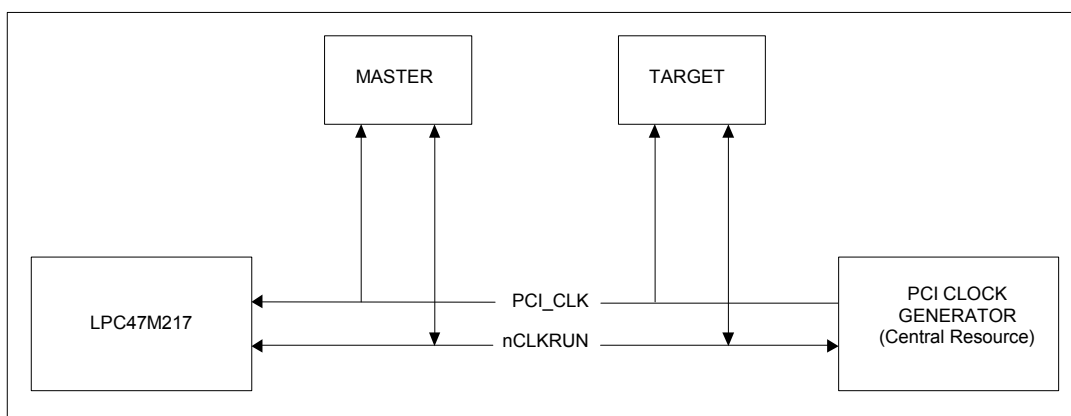 MASTER
TARGET
LPC47M217
PCI_CLK
nCLKRUN
PCI CLOCK
GENERATOR
(Central Resource)